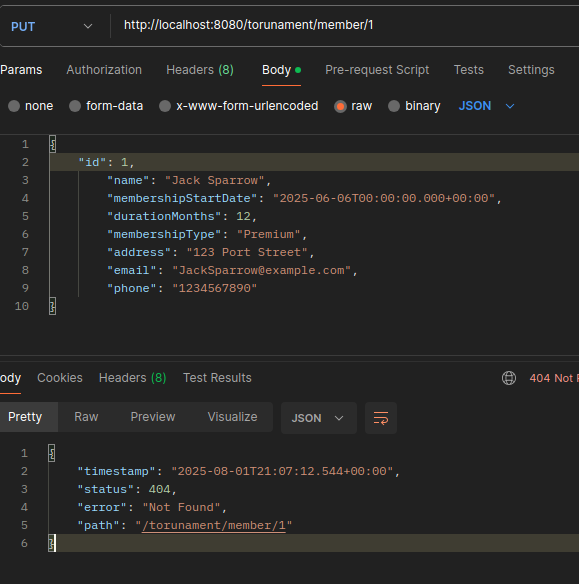 PUT http://localhost:8080/torunament/member/1
Params Authorization Headers (8) Body Pre-request Script Tests Settings
none form-data x-www-form-urlencoded raw binary JSON
1 {
2 "id": 1,
3 "name": "Jack Sparrow",
4 "membershipStartDate": "2025-06-06T00:00:00.000+00:00",
5 "durationMonths": 12,
6 "membershipType": "Premium",
7 "address": "123 Port Street",
8 "email": "JackSparrow@example.com",
9 "phone": "1234567890"
10 }
ody Cookies Headers (8) Test Results 404 Not F
Pretty Raw Preview Visualize JSON
1 {
2 "timestamp": "2025-08-01T21:07:12.544+00:00",
3 "status": 404,
4 "error": "Not Found",
5 "path": "/torunament/member/1"
6 }